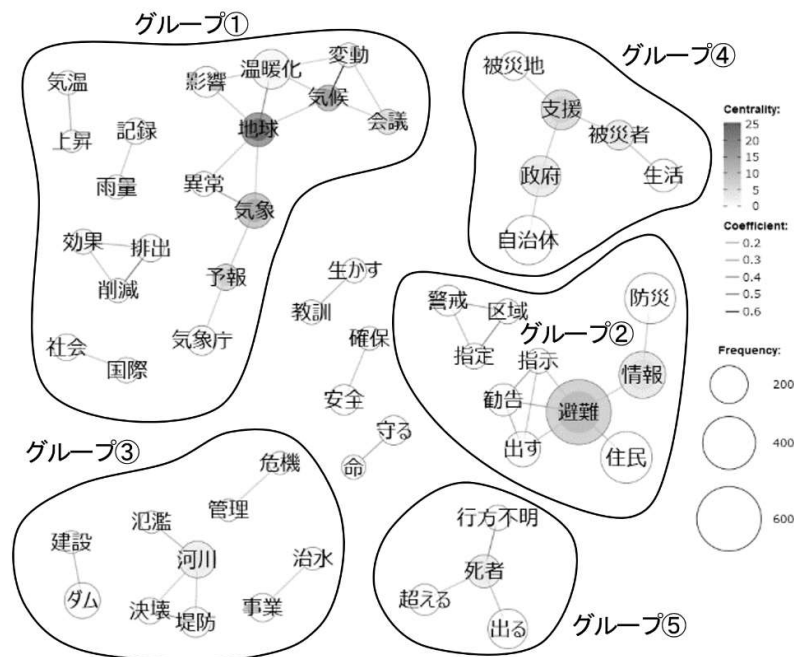 グループ①
気温
上昇
記録
雨量
影響
温暖化
変動
気候
会議
地球
異常
気象
予報
気象庁
効果
排出
削減
社会
国際
グループ④
被災地
支援
被災者
生活
政府
自治体
Centrality:
25
20
15
10
5
0
Coefficient:
0.2
0.3
0.4
0.5
0.6
Frequency:
200
400
600
生かす
教訓
確保
安全
守る
命
グループ②
警戒
区域
指定
防災
情報
指示
勧告
避難
出す
住民
グループ③
危機
管理
氾濫
河川
建設
ダム
決壊
堤防
治水
事業
グループ⑤
行方不明
死者
超える
出る